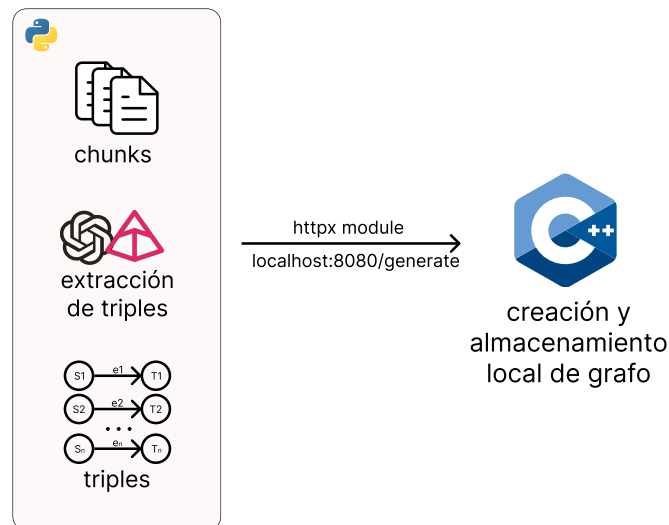 chunks
extracción
de triples
S1
e1
T1
S2
e2
T2
...
Sₙ
eₙ
Tₙ
triples
httpx module
localhost:8080/generate
C++
creación y
almacenamiento
local de grafo